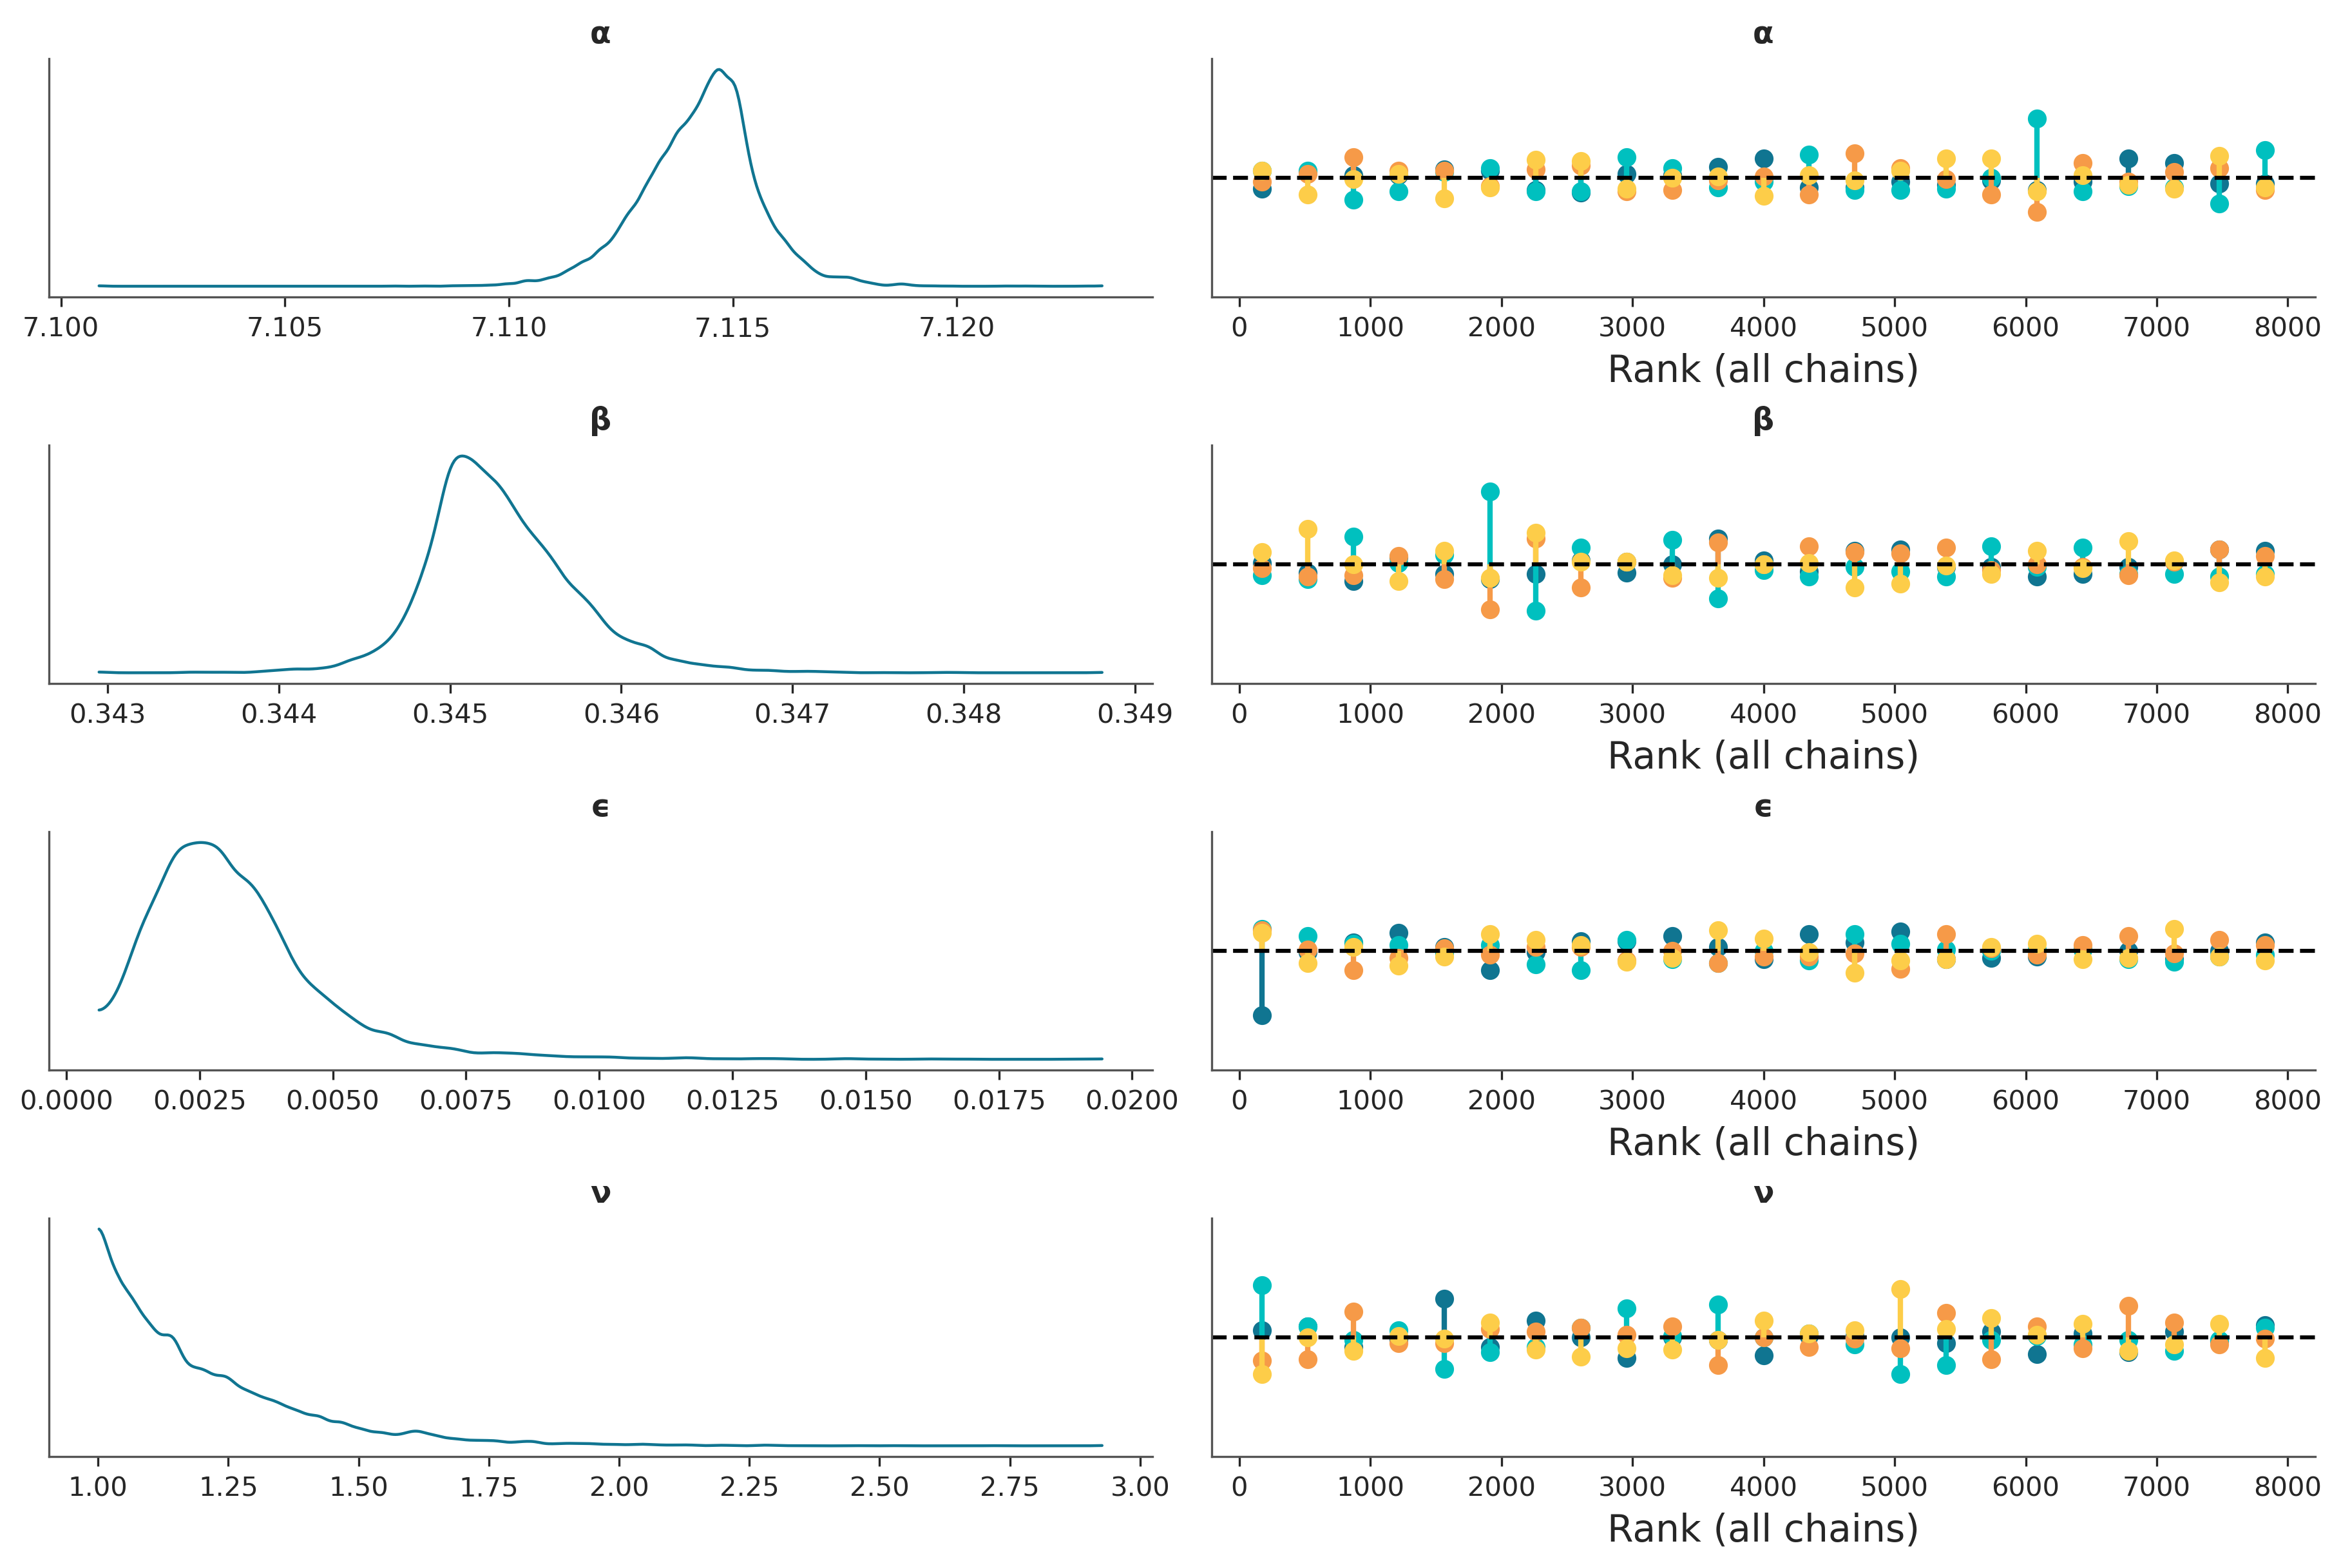 α
α
7.100 7.105 7.110 7.115 7.120
0 1000 2000 3000 4000 5000 6000 7000 8000
Rank (all chains)
β
β
0.343 0.344 0.345 0.346 0.347 0.348 0.349
0 1000 2000 3000 4000 5000 6000 7000 8000
Rank (all chains)
ϵ
ϵ
0.0000 0.0025 0.0050 0.0075 0.0100 0.0125 0.0150 0.0175 0.0200
0 1000 2000 3000 4000 5000 6000 7000 8000
Rank (all chains)
ν
ν
1.00 1.25 1.50 1.75 2.00 2.25 2.50 2.75 3.00
0 1000 2000 3000 4000 5000 6000 7000 8000
Rank (all chains)